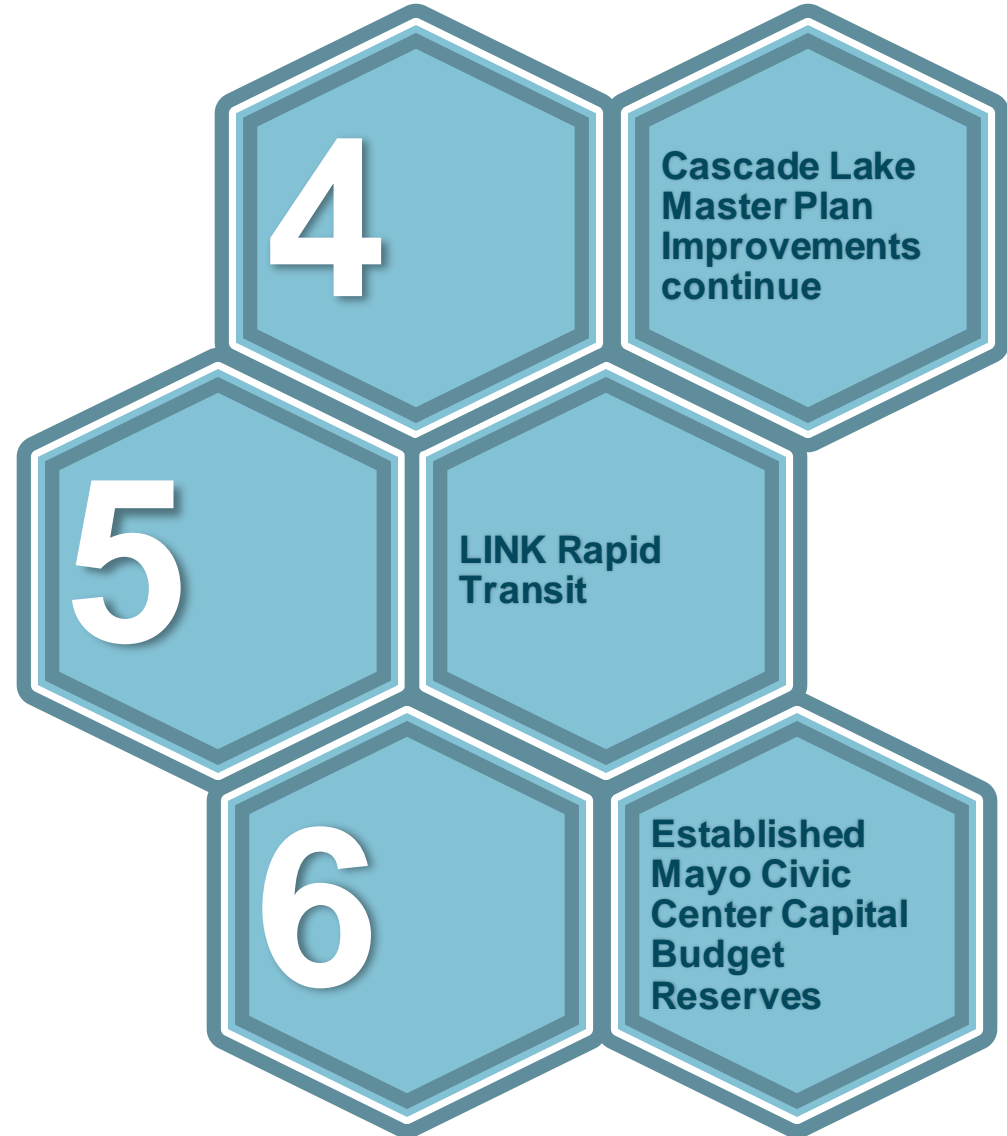 4
Cascade Lake
Master Plan
Improvements
continue
5
LINK Rapid
Transit
6
Established
Mayo Civic
Center Capital
Budget
Reserves